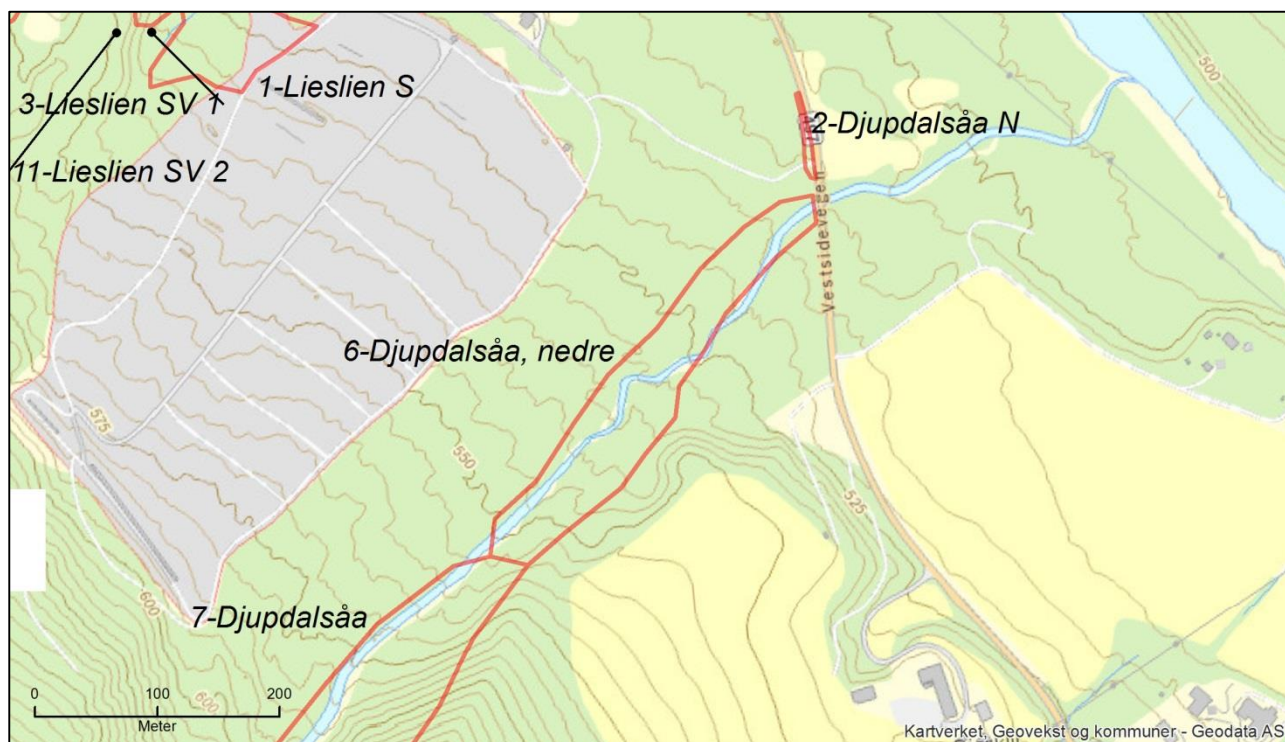 1-Lieslien S
3-Lieslien SV 1
11-Lieslien SV 2
2-Djupdalsåa N
Vestsidevegen
500
6-Djupdalsåa, nedre
575
550
525
600
7-Djupdalsåa
600
0 100 200
Meter
Kartverket, Geovekst og kommuner - Geodata AS